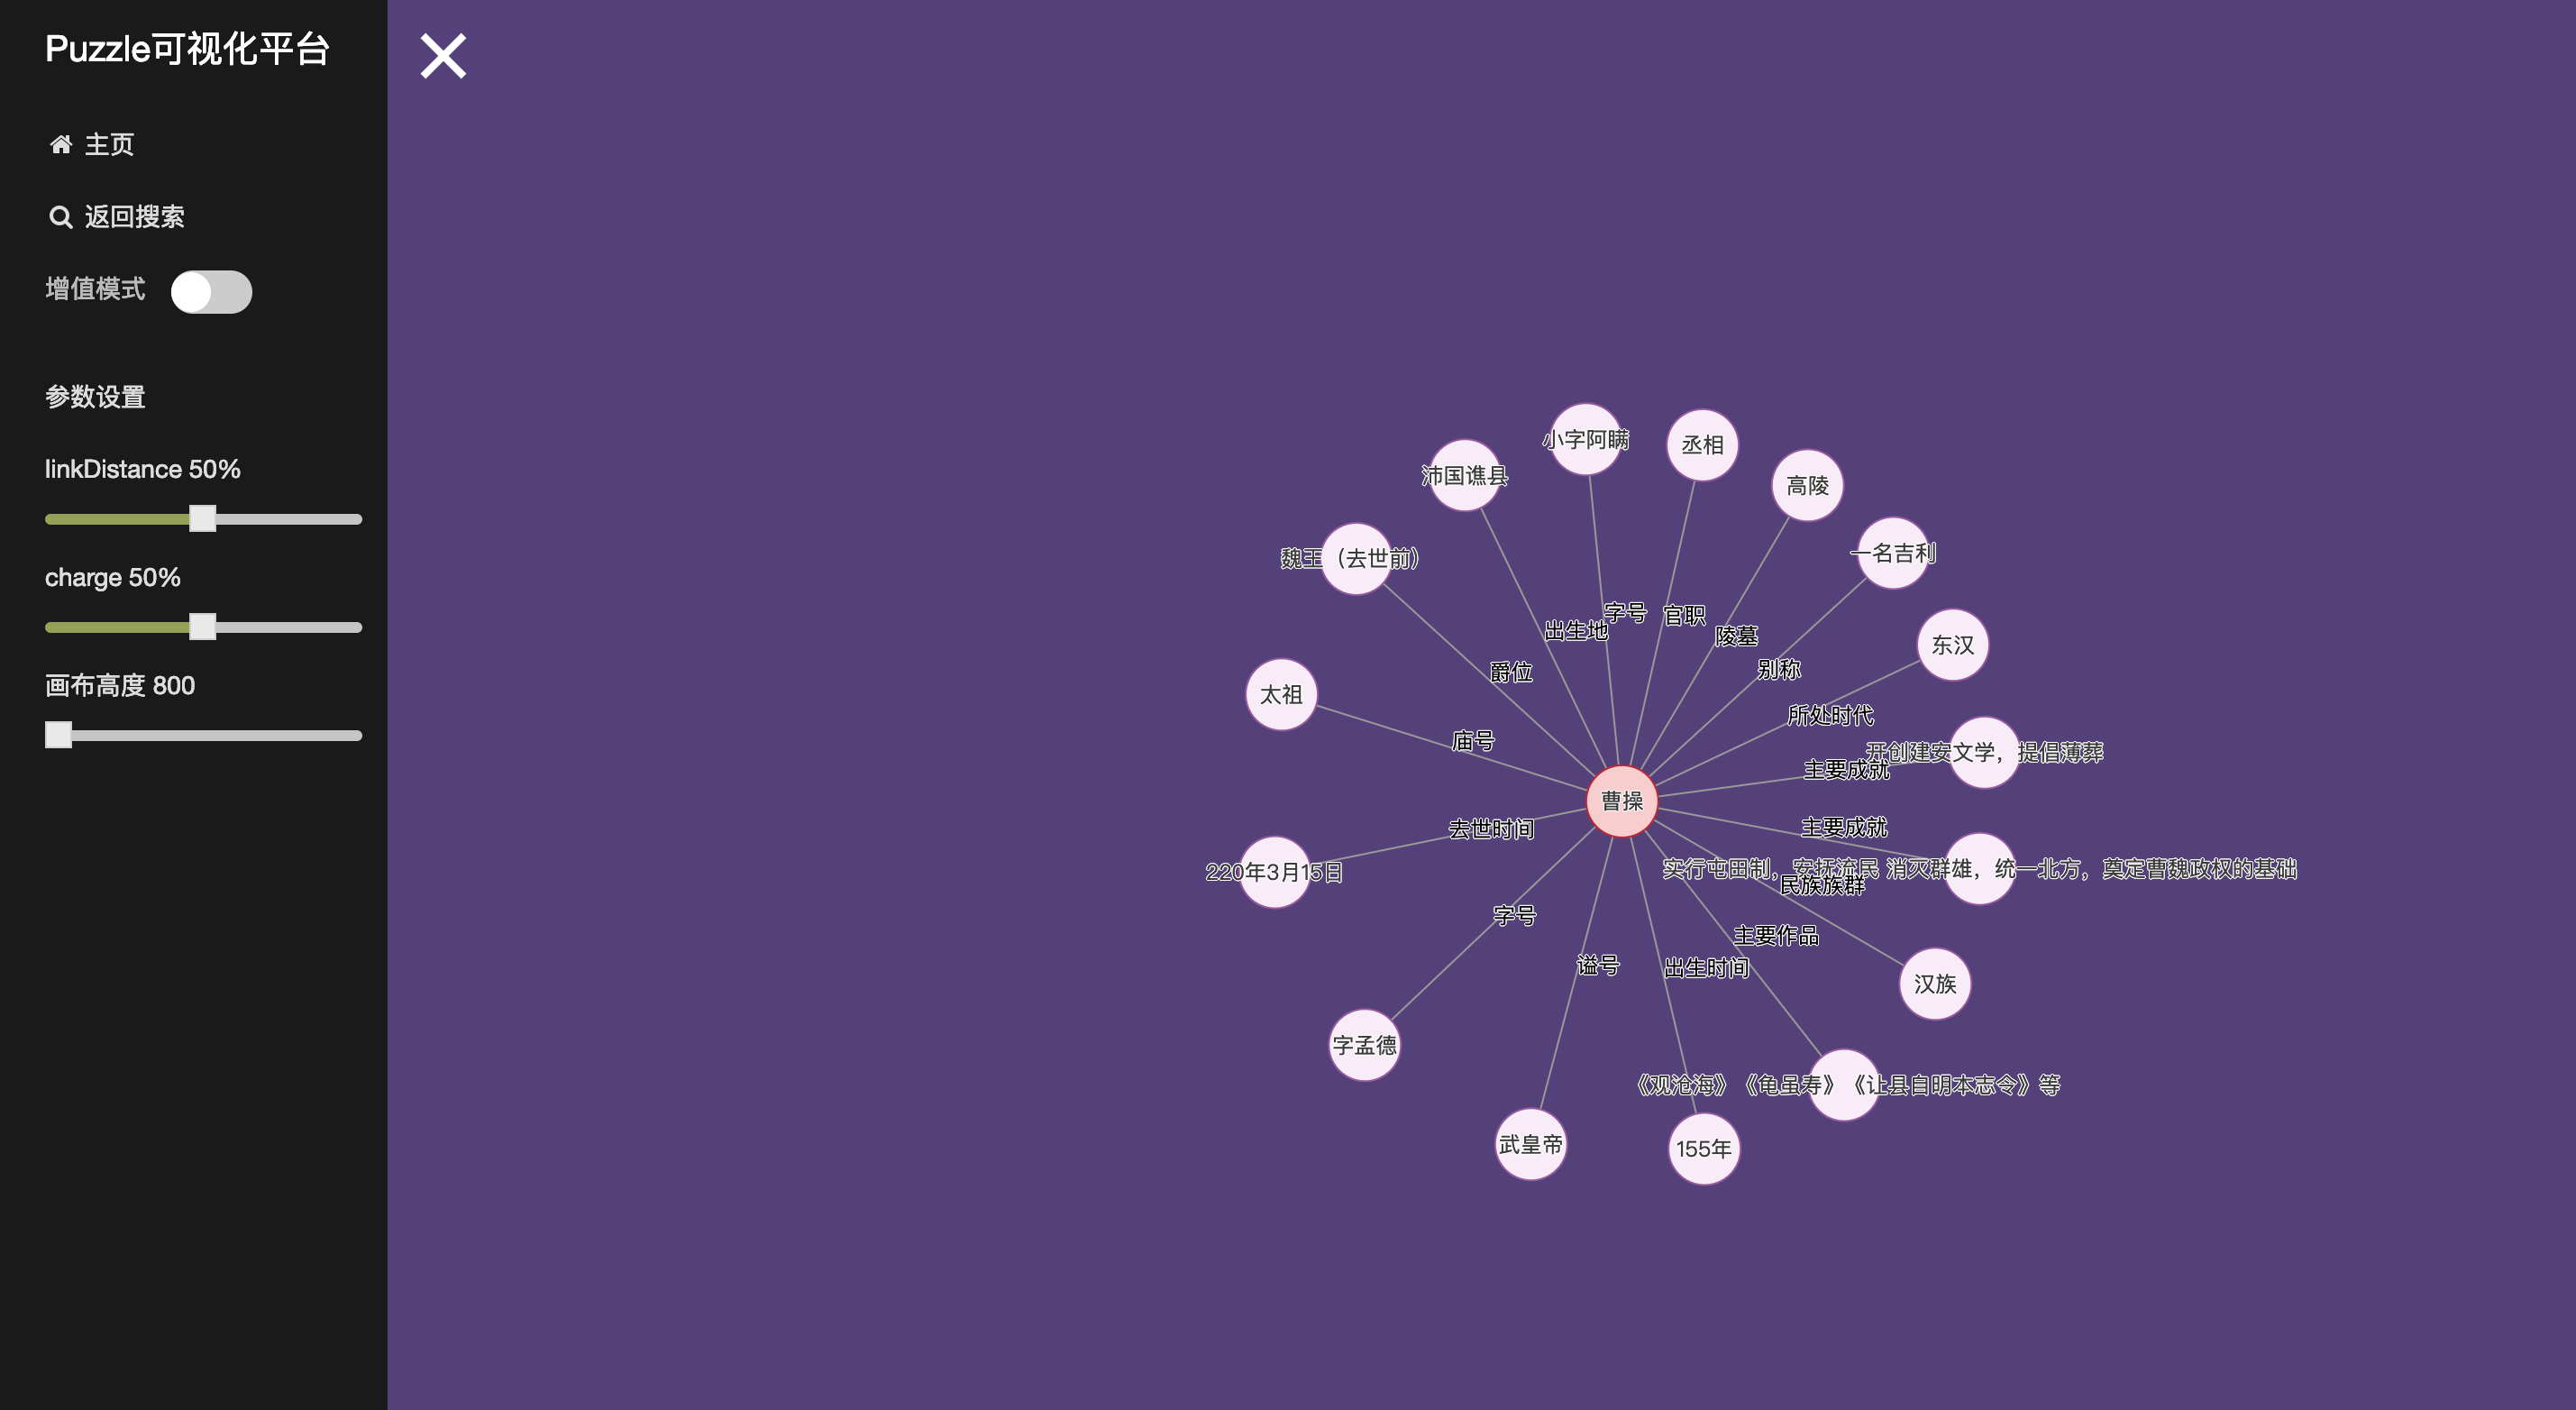 Puzzle可视化平台
主页
返回搜索
增值模式
参数设置
linkDistance 50%
charge 50%
画布高度 800
小字阿瞒
丞相
沛国谯县
高陵
魏王（去世前）
一名吉利
字号
官职
出生地
陵墓
东汉
爵位
别称
太祖
所处时代
庙号
开创建安文学，提倡薄葬
主要成就
曹操
去世时间
主要成就
220年3月15日
实行屯田制，安抚流民 消灭群雄，统一北方，奠定曹魏政权的基础
民族族群
字号
主要作品
谥号
出生时间
汉族
字孟德
《观沧海》《龟虽寿》《让县自明本志令》等
武皇帝
155年